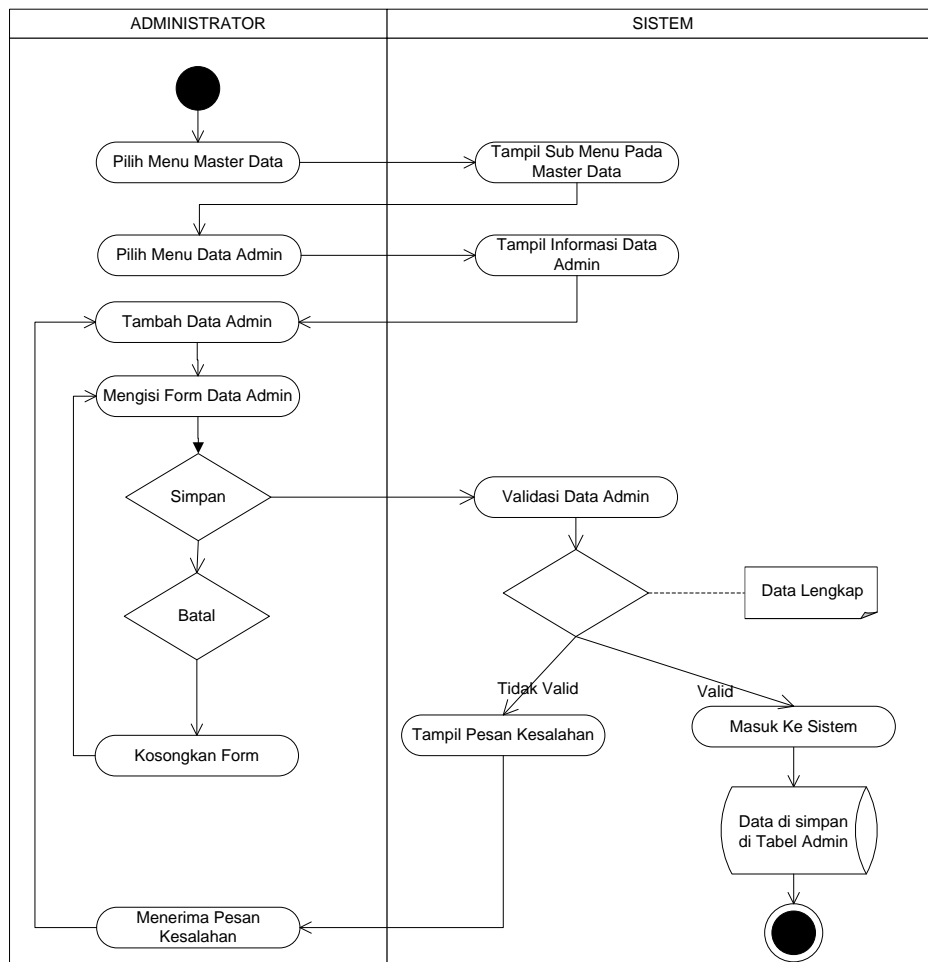 ADMINISTRATOR
SISTEM
Pilih Menu Master Data
Tampil Sub Menu Pada
Master Data
Pilih Menu Data Admin
Tampil Informasi Data
Admin
Tambah Data Admin
Mengisi Form Data Admin
Simpan
Validasi Data Admin
Batal
Data Lengkap
Tidak Valid
Valid
Tampil Pesan Kesalahan
Masuk Ke Sistem
Kosongkan Form
Data di simpan
di Tabel Admin
Menerima Pesan
Kesalahan